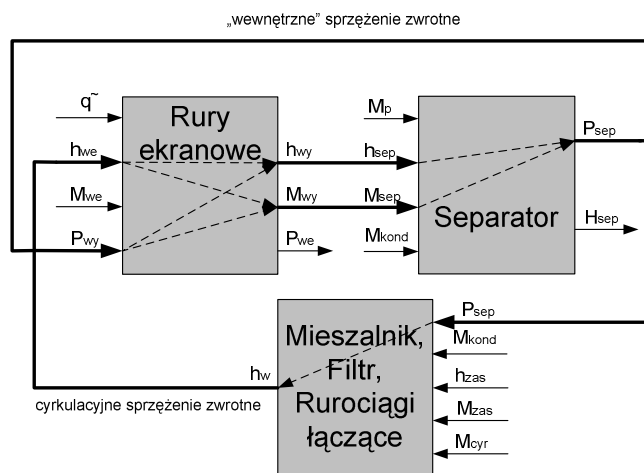 „wewnętrzne” sprzężenie zwrotne
q~
hwe
Mwe
Pwy
Rury
ekranowe
hwy
Mwy
Pwe
Mp
hsep
Msep
Mkond
Separator
Psep
Hsep
Mieszalnik,
Filtr,
Rurociągi
łączące
Psep
Mkond
hzas
Mzas
Mcyr
hw
cyrkulacyjne sprzężenie zwrotne